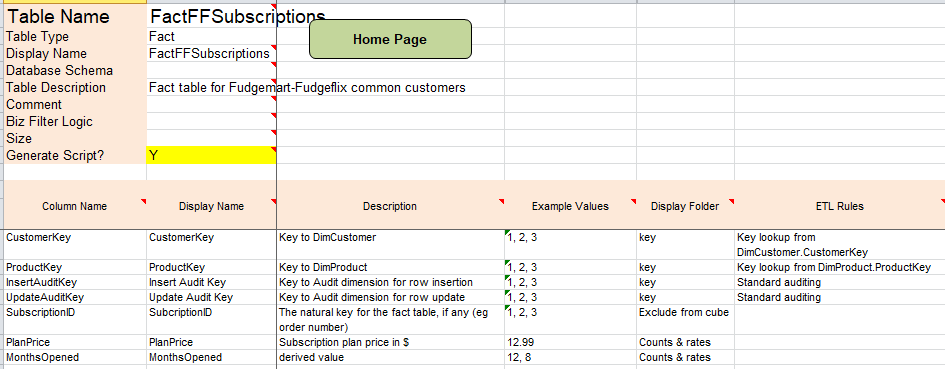 Table Name FactFFSubscriptions
Home Page
Table Type Fact
Display Name FactFFSubscriptions
Database Schema
Table Description Fact table for Fudgemart-Fudgeflix common customers
Comment
Biz Filter Logic
Size
Generate Script? Y
Column Name Display Name Description Example Values Display Folder ETL Rules
CustomerKey CustomerKey Key to DimCustomer 1, 2, 3 key Key lookup from
DimCustomer.CustomerKey
ProductKey ProductKey Key to DimProduct 1, 2, 3 key Key lookup from DimProduct.ProductKey
InsertAuditKey Insert Audit Key Key to Audit dimension for row insertion 1, 2, 3 key Standard auditing
UpdateAuditKey Update Audit Key Key to Audit dimension for row update 1, 2, 3 key Standard auditing
SubscriptionID SubcriptionID The natural key for the fact table, if any (eg 1, 2, 3 Exclude from cube
order number)
PlanPrice PlanPrice Subscription plan price in $ 12.99 Counts & rates
MonthsOpened MonthsOpened derived value 12, 8 Counts & rates